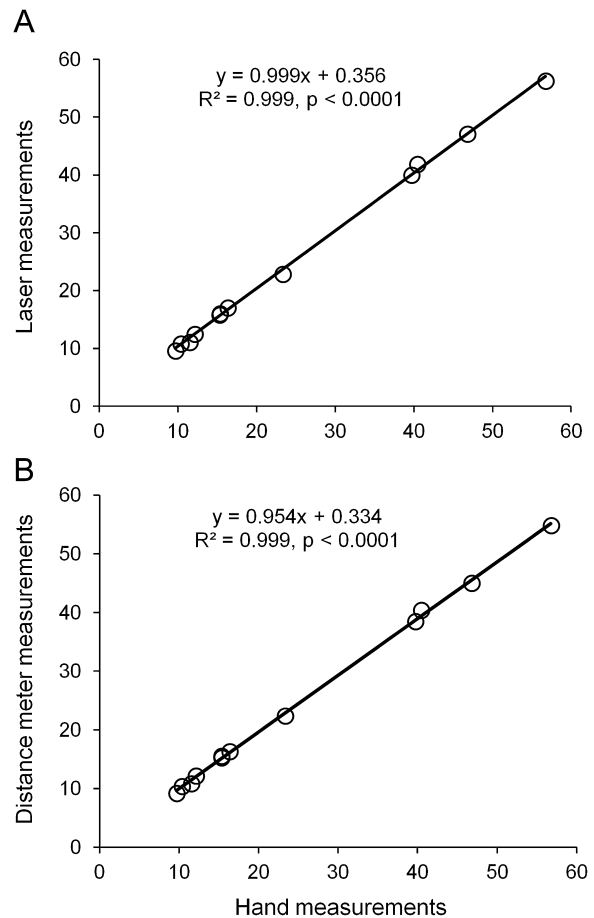 A
y = 0.999x + 0.356
R² = 0.999, p < 0.0001
Laser measurements
60
50
40
30
20
10
0
0 10 20 30 40 50 60
B
y = 0.954x + 0.334
R² = 0.999, p < 0.0001
Distance meter measurements
60
50
40
30
20
10
0
0 10 20 30 40 50 60
Hand measurements